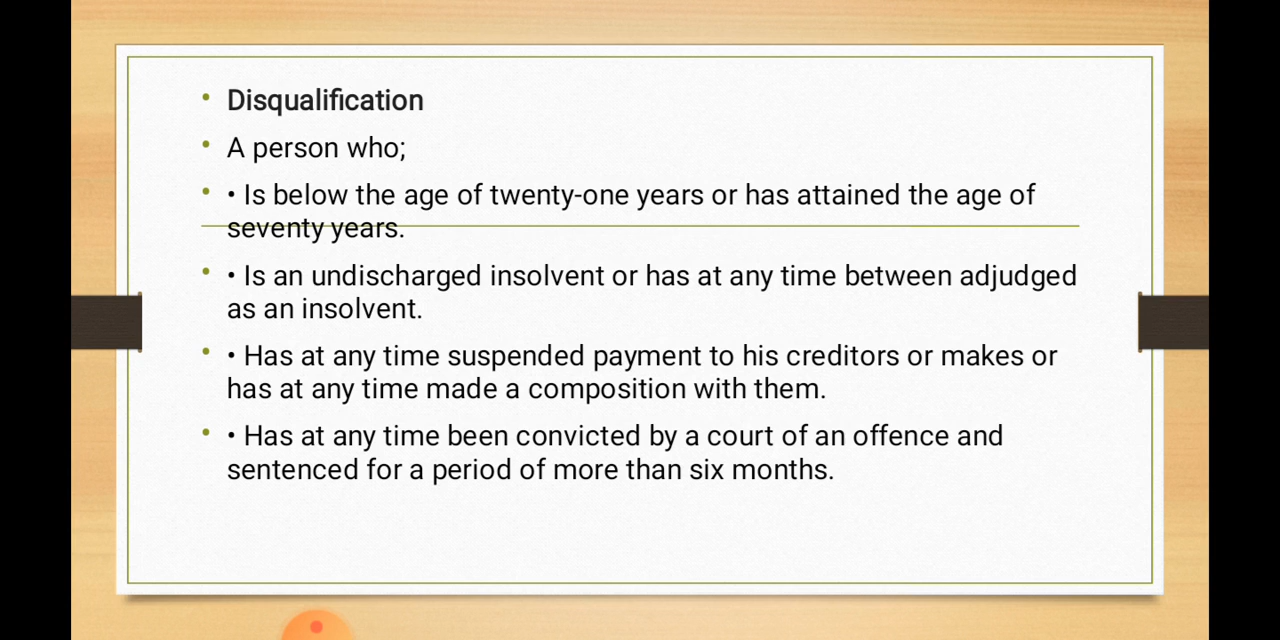 • Disqualification
• A person who;
• • Is below the age of twenty-one years or has attained the age of
seventy years.
• • Is an undischarged insolvent or has at any time between adjudged
as an insolvent.
• • Has at any time suspended payment to his creditors or makes or
has at any time made a composition with them.
• • Has at any time been convicted by a court of an offence and
sentenced for a period of more than six months.